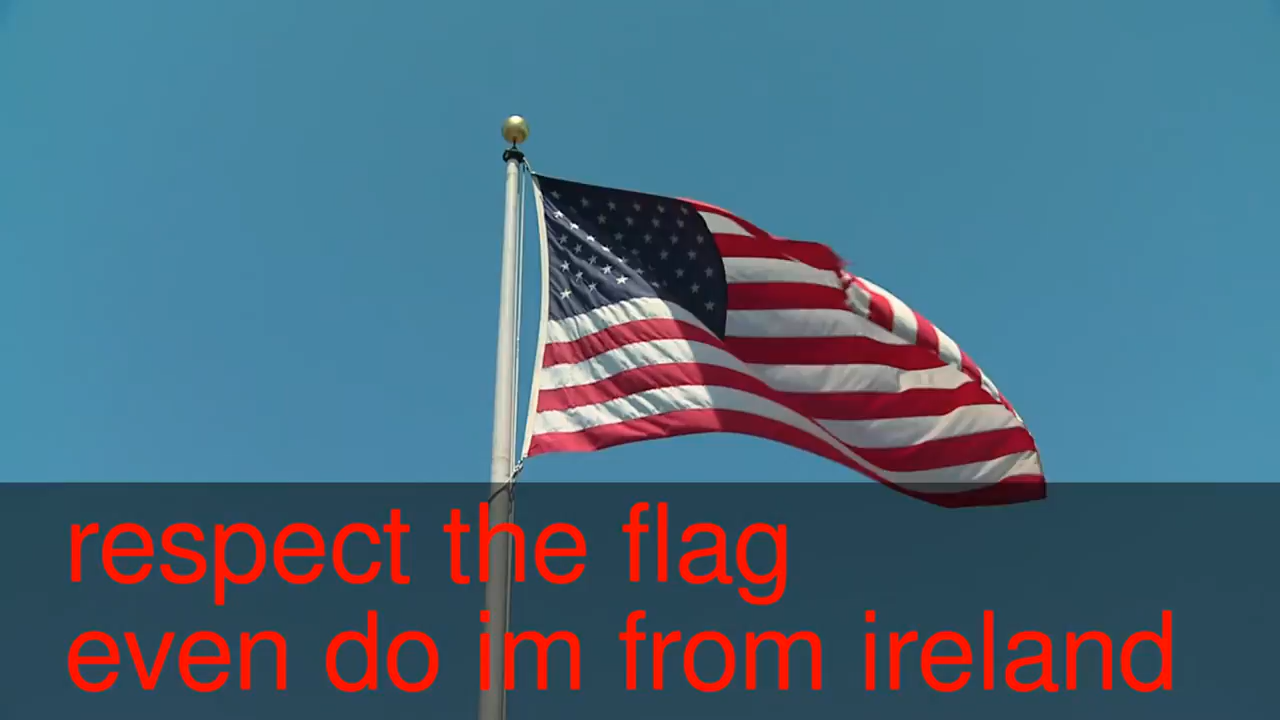 respect the flag
even do im from ireland